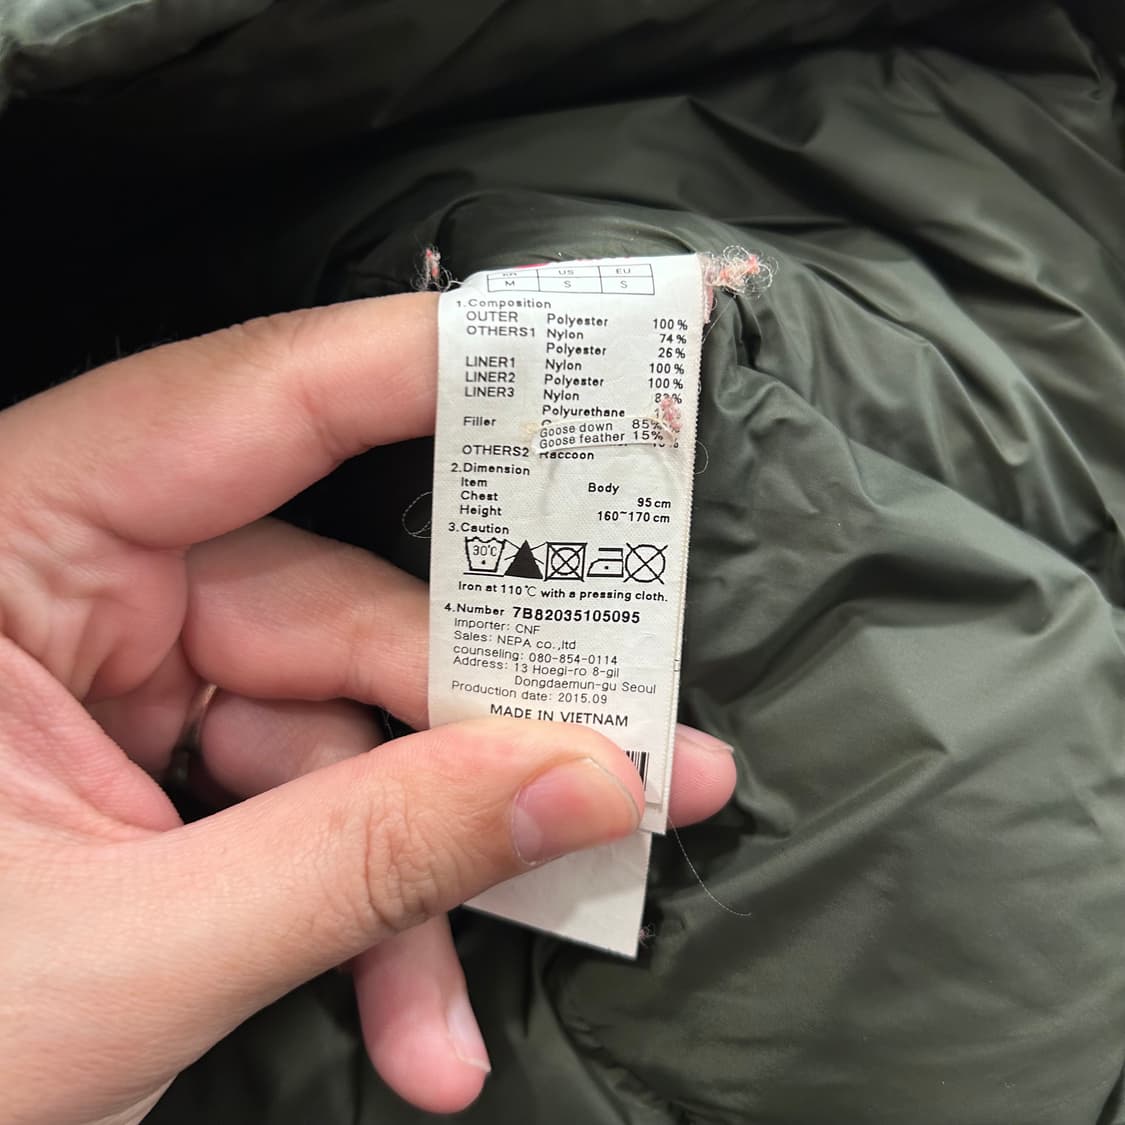 KR US EU
M S S
1.Composition
OUTER Polyester 100%
OTHERS1 Nylon 74%
Polyester 26%
LINER1 Nylon 100%
LINER2 Polyester 100%
LINER3 Nylon
Polyurethane
Filler
Goose down 85%
Goose feather 15%
OTHERS2 Raccoon
2.Dimension
Item Body
Chest 95cm
Height 160~170cm
3.Caution
30℃
Iron at 110℃ with a pressing cloth.
4.Number 7B82035105095
Importer: CNF
Sales: NEPA co.,ltd
counseling: 080-854-0114
Address: 13 Hoegi-ro 8-gil
Dongdaemun-gu Seoul
Production date: 2015.09
MADE IN VIETNAM